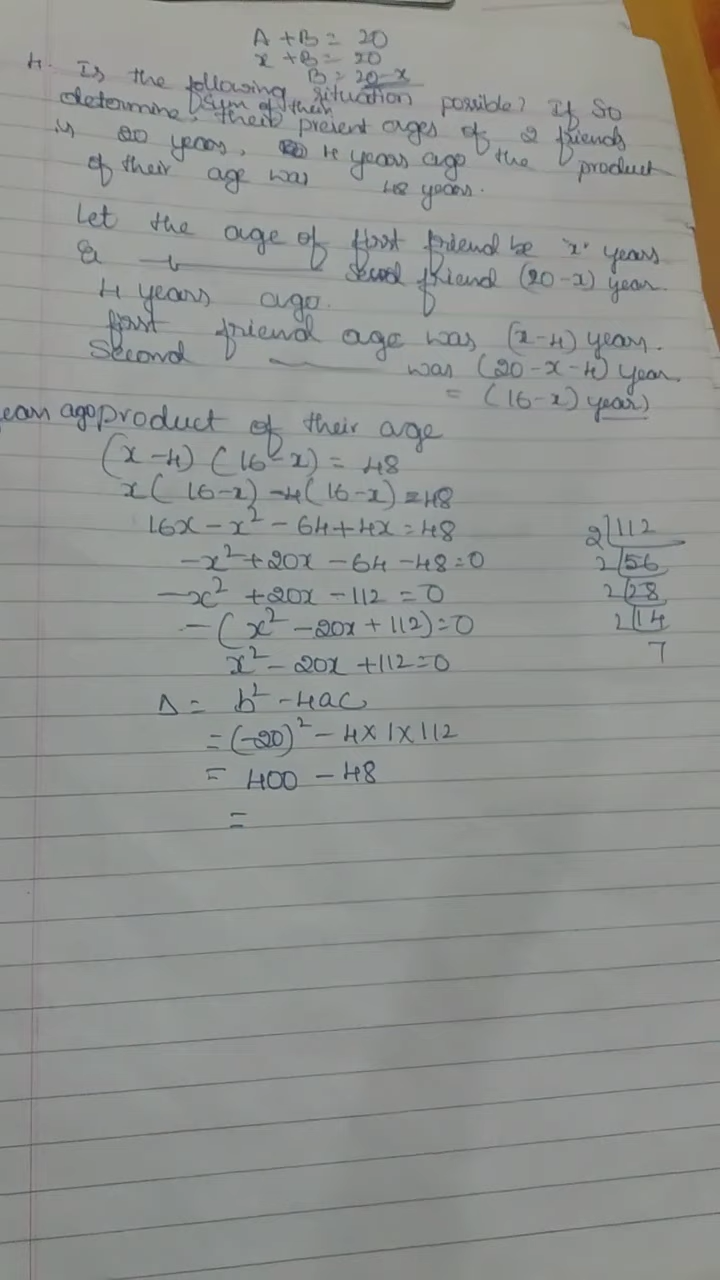 A + B = 20
x + B = 20
B = 20 - x
4. Is the following situation possible? If So
determine their present ages of 2 friends
Sum of their
is 20 years, 4 years ago the product
of their age was 48 years.
Let the age of first friend be 'x' years
& second friend (20-x) year
4 years ago.
first friend age was (x-4) years.
Second was (20-x-4) year.
= (16-x) year)
ears ago product of their age
(x-4) (16-x) = 48
x(16-x) -4(16-x) = 48
16x - x² - 64 + 4x = 48
-x² + 20x - 64 - 48 = 0
-x² + 20x - 112 = 0
-(x² - 20x + 112) = 0
x² - 20x + 112 = 0
Δ = b² - 4ac
= (-20)² - 4×1×112
= 400 - 48
=
2 112
2 56
2 28
2 14
7